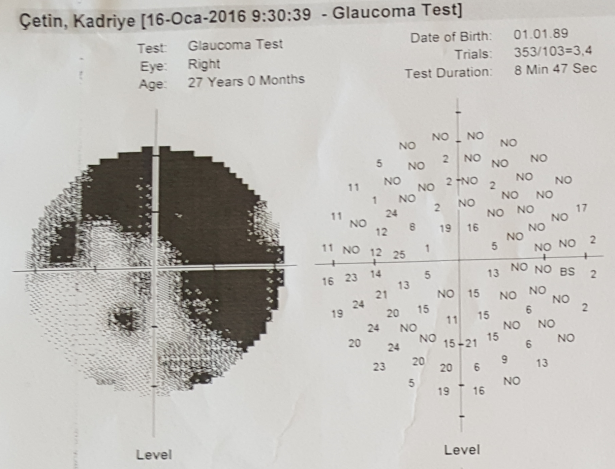 Çetin, Kadriye [16-Oca-2016 9:30:39 - Glaucoma Test]
Test: Glaucoma Test
Eye: Right
Age: 27 Years 0 Months
Date of Birth: 01.01.89
Trials: 353/103=3,4
Test Duration: 8 Min 47 Sec
NO NO NO NO
5 NO 2 NO NO NO
11 NO NO 2 NO 2 NO
1 NO 2 NO NO NO
11 NO 24 NO NO NO 17
12 8 19 16 NO
11 NO 12 25 1 5 NO NO 2
16 23 14 5 13 NO NO BS 2
21 13 NO 15 NO NO
19 24 20 15 15 6 NO 2
24 NO 11 NO NO
20 24 NO 15 21 15 6 NO
23 20 20 6 9 13
5 19 16 NO
Level
Level